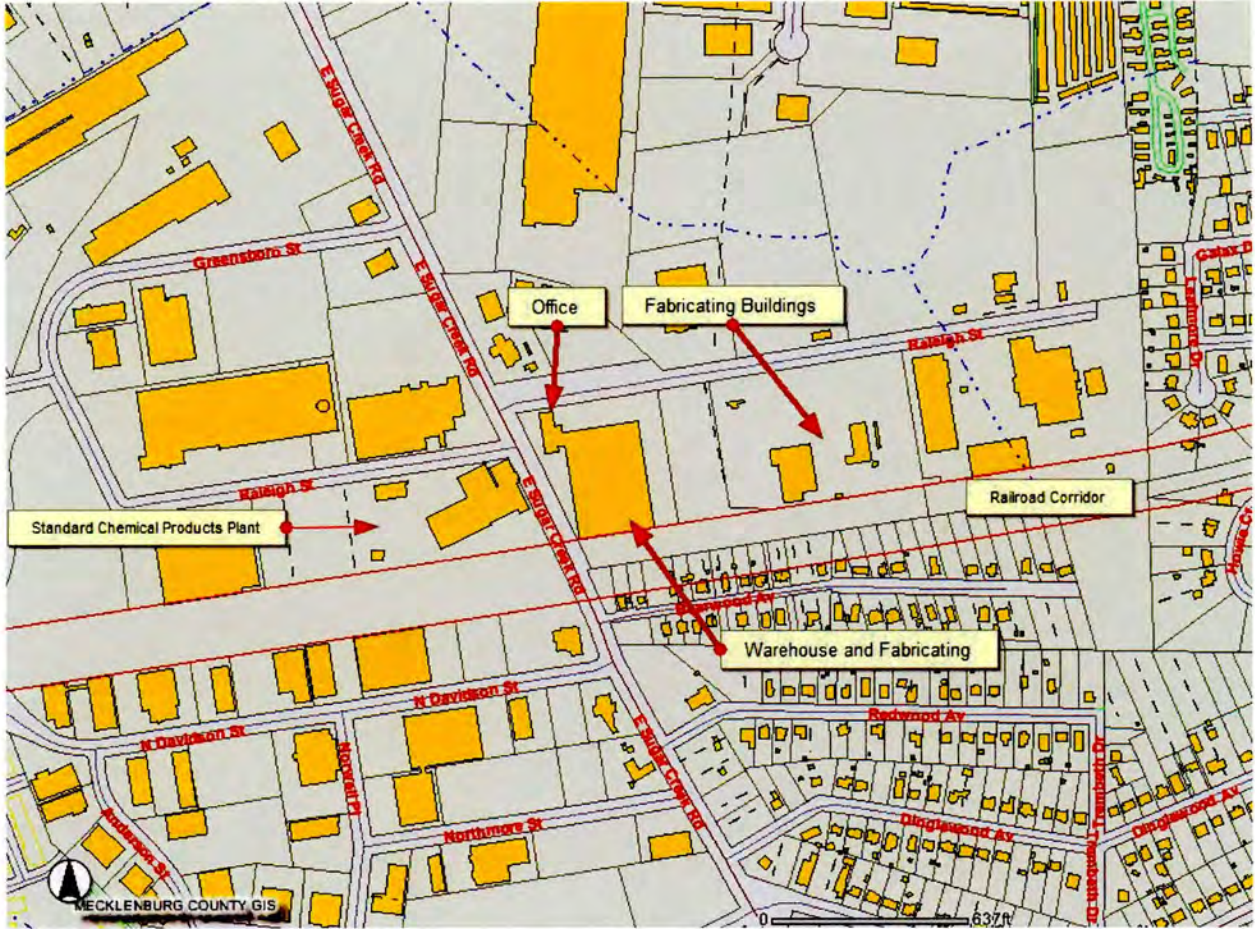 E Sugar Creek Rd
Greensboro St
E Sugar Creek Rd
Galax D
Office
Fabricating Buildings
Raleigh St
Raleigh St
E Sugar Creek Rd
Railroad Corridor
Standard Chemical Products Plant
Warehouse and Fabricating
N Davidson St
Redwood Av
N Davidson St
E Sugar Creek Rd
Northmore St
Dinglewood Av
Dinglewood Av
Anderson St
MECKLENBURG COUNTY GIS
0 637ft